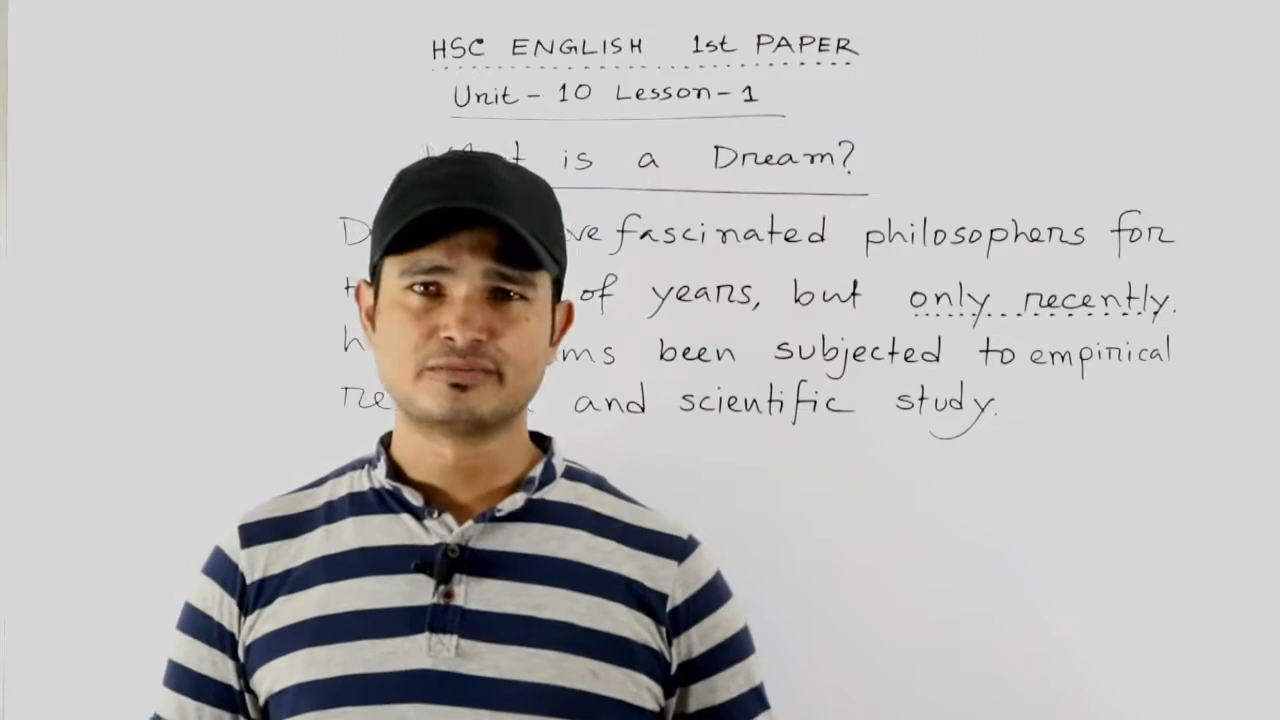 HSC ENGLISH 1st PAPER
Unit - 10 Lesson - 1
is a Dream?
fascinated philosophers for
of years, but only recently.
been subjected to empirical
and scientific study.